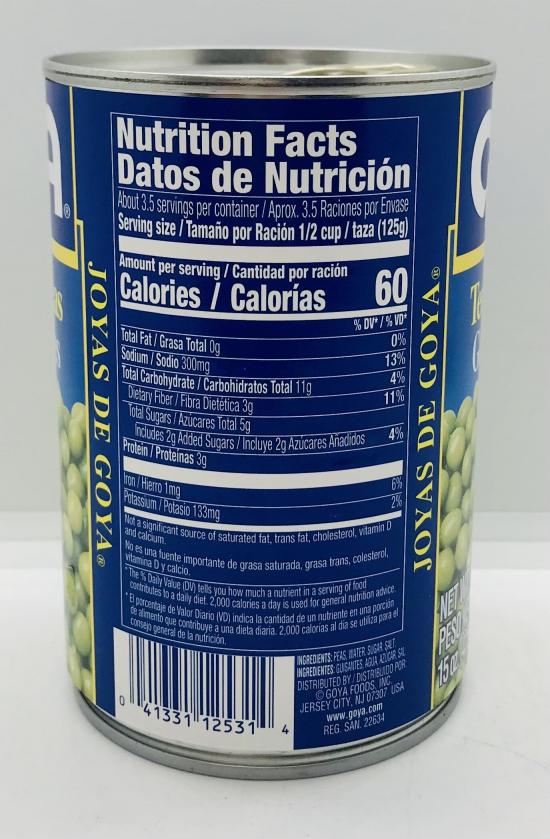 Nutrition Facts
Datos de Nutrición
About 3.5 servings per container / Aprox. 3.5 Raciones por Envase
Serving size / Tamaño por Ración 1/2 cup / taza (125g)
Amount per serving / Cantidad por ración
Calories / Calorías 60
% DV* / % VD*
Total Fat / Grasa Total 0g 0%
Sodium / Sodio 300mg 13%
Total Carbohydrate / Carbohidratos Total 11g 4%
Dietary Fiber / Fibra Dietética 3g 11%
Total Sugars / Azúcares Total 5g
Includes 2g Added Sugars / Incluye 2g Azúcares Añadidos 4%
Protein / Proteínas 3g
Iron / Hierro 1mg 6%
Potassium / Potasio 133mg 2%
Not a significant source of saturated fat, trans fat, cholesterol, vitamin D
and calcium.
No es una fuente importante de grasa saturada, grasa trans, colesterol,
vitamina D y calcio.
*The % Daily Value (DV) tells you how much a nutrient in a serving of food
contributes to a daily diet. 2,000 calories a day is used for general nutrition advice.
*El porcentaje de Valor Diario (VD) indica la cantidad de un nutriente en una porción
de alimento que contribuye a una dieta diaria. 2,000 calorías al día se utiliza para el
consejo general de la nutrición.
INGREDIENTS: PEAS, WATER, SUGAR, SALT.
INGREDIENTES: GUISANTES, AGUA, AZÚCAR, SAL.
DISTRIBUTED BY / DISTRIBUIDO POR
© GOYA FOODS, INC.
JERSEY CITY, NJ 07307 USA
www.goya.com
REG. SAN. 22634
0 41331 12531 4
JOYAS DE GOYA®
JOYAS DE GOYA®
A®
NET
PESO
15 oz